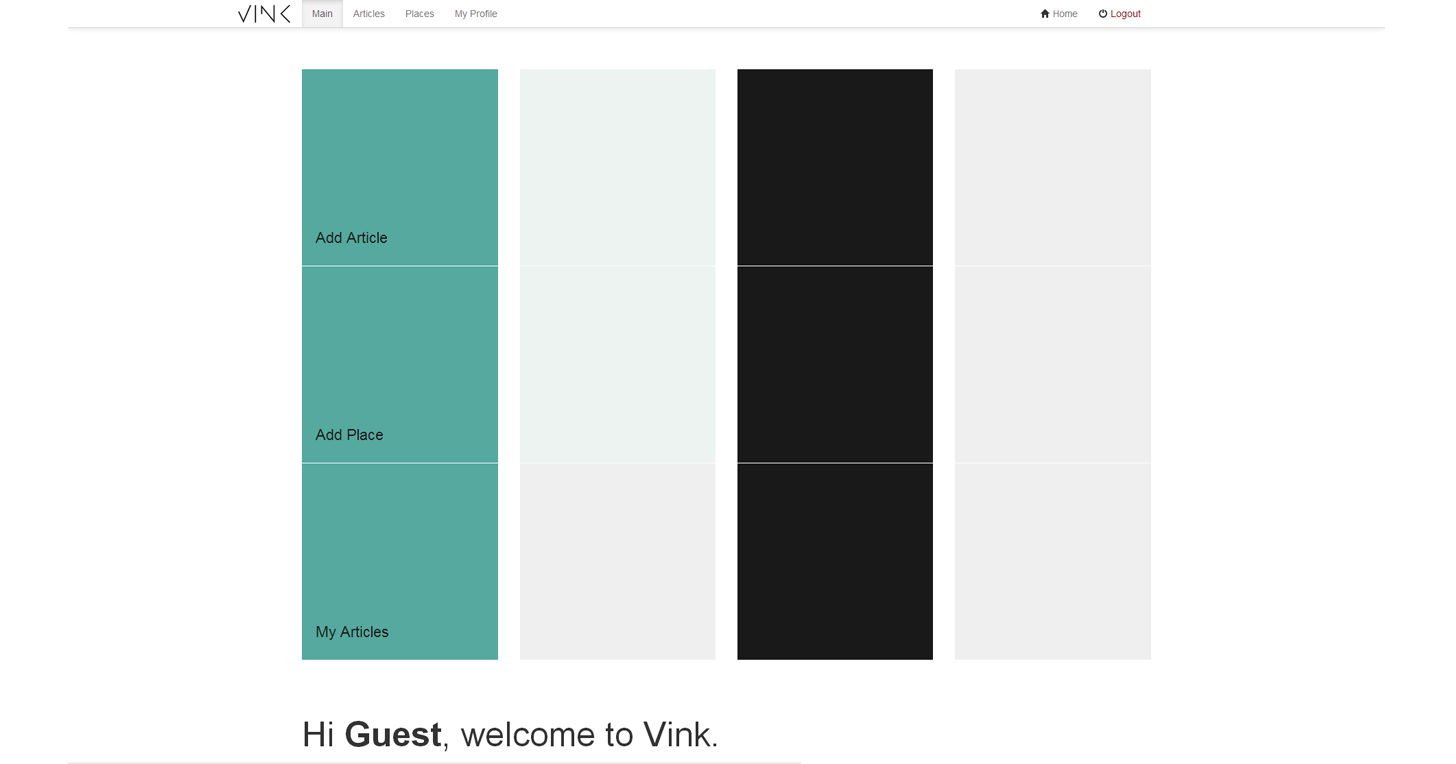 VINK Main Articles Places My Profile Home Logout
Add Article
Add Place
My Articles
Hi Guest, welcome to Vink.